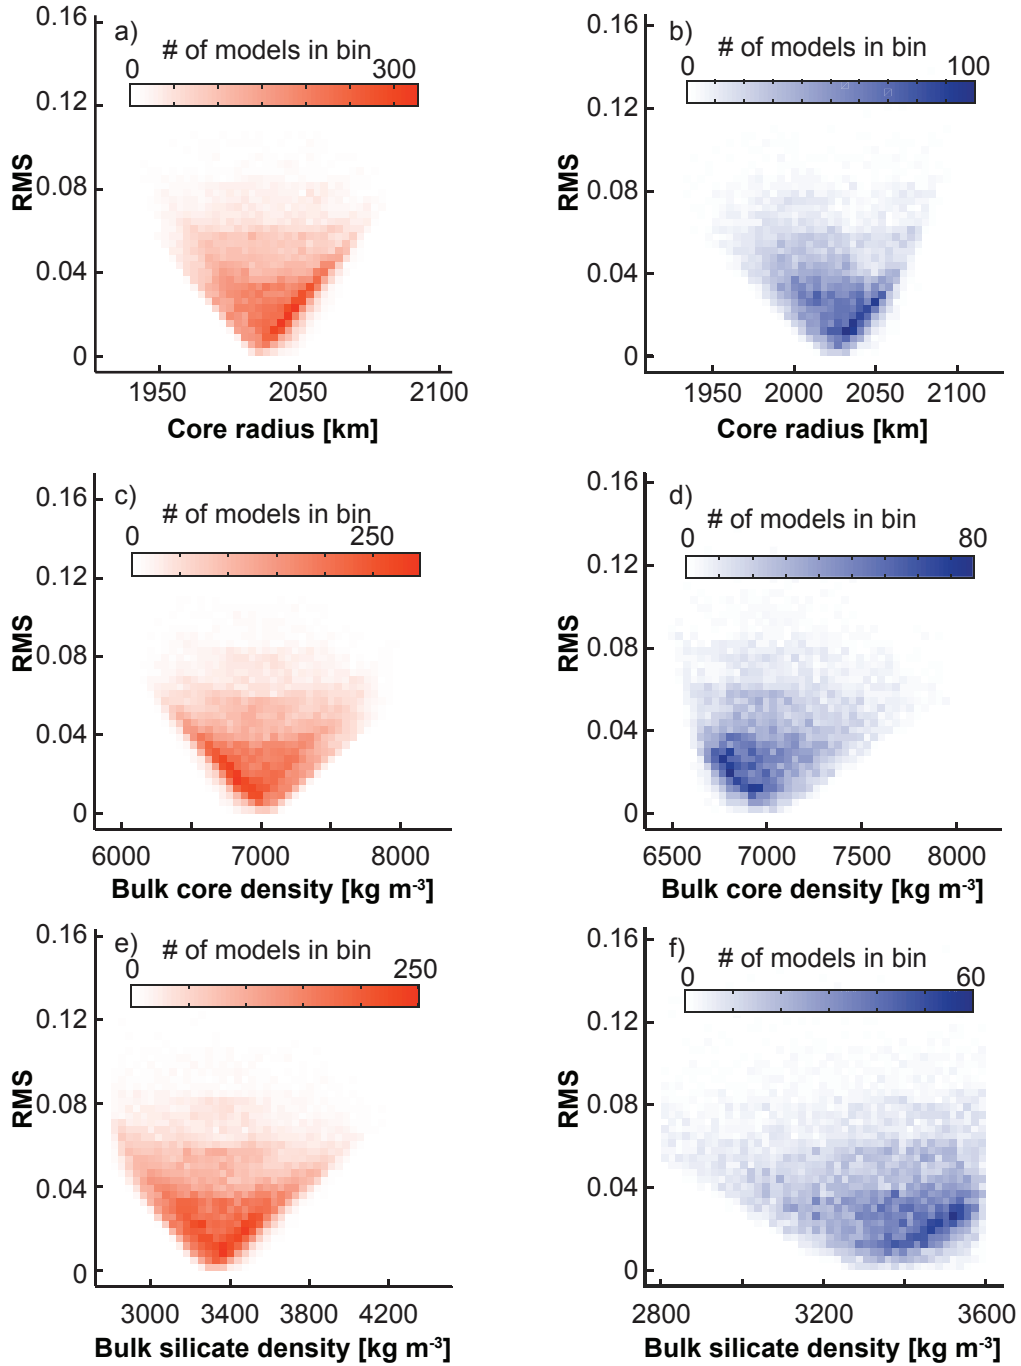 a) # of models in bin
0 300
0.16
0.12
0.08
0.04
0
RMS
1950 2050 2100
Core radius [km]
b) # of models in bin
0 100
0.16
0.12
0.08
0.04
0
RMS
1950 2000 2050 2100
Core radius [km]
c) # of models in bin
0 250
0.16
0.12
0.08
0.04
0
RMS
6000 7000 8000
Bulk core density [kg m-3]
d) # of models in bin
0 80
0.16
0.12
0.08
0.04
0
RMS
6500 7000 7500 8000
Bulk core density [kg m-3]
e) # of models in bin
0 250
0.16
0.12
0.08
0.04
0
RMS
3000 3400 3800 4200
Bulk silicate density [kg m-3]
f) # of models in bin
0 60
0.16
0.12
0.08
0.04
0
RMS
2800 3200 3600
Bulk silicate density [kg m-3]